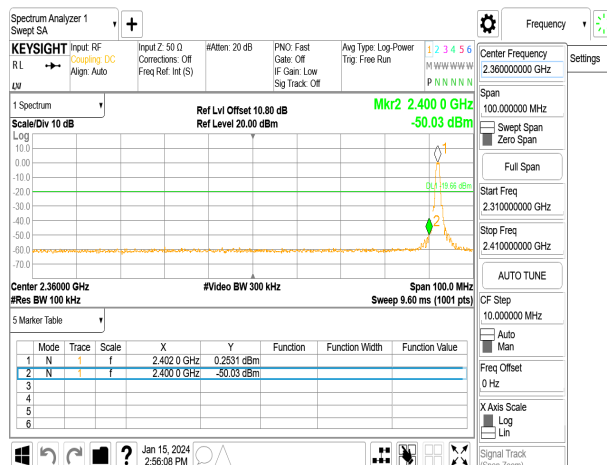 Spectrum Analyzer 1
Swept SA
Frequency
KEYSIGHT
RL
Input: RF
Coupling: DC
Align: Auto
Input Z: 50 Ω
Corrections: Off
Freq Ref: Int (S)
#Atten: 20 dB
PNO: Fast
Gate: Off
IF Gain: Low
Sig Track: Off
Avg Type: Log-Power
Trig: Free Run
1 2 3 4 5 6
M W W W W W
P N N N N N
Center Frequency
2.360000000 GHz
Settings
1 Spectrum
Scale/Div 10 dB
Ref Lvl Offset 10.80 dB
Ref Level 20.00 dBm
Mkr2 2.400 0 GHz
-50.03 dBm
Span
100.000000 MHz
Swept Span
Zero Span
Full Span
Log
10.0
0.00
-10.0
-20.0
-30.0
-40.0
-50.0
-60.0
-70.0
1
DL1 -19.66 dBm
2
Start Freq
2.310000000 GHz
Stop Freq
2.410000000 GHz
AUTO TUNE
Center 2.36000 GHz
#Res BW 100 kHz
#Video BW 300 kHz
Span 100.0 MHz
Sweep 9.60 ms (1001 pts)
CF Step
10.000000 MHz
Auto
Man
5 Marker Table
Mode Trace Scale X Y Function Function Width Function Value
1 N 1 f 2.402 0 GHz 0.2531 dBm
2 N 1 f 2.400 0 GHz -50.03 dBm
3
4
5
6
Freq Offset
0 Hz
X Axis Scale
Log
Lin
Signal Track
(Span Zoom)
?
Jan 15, 2024
2:56:08 PM